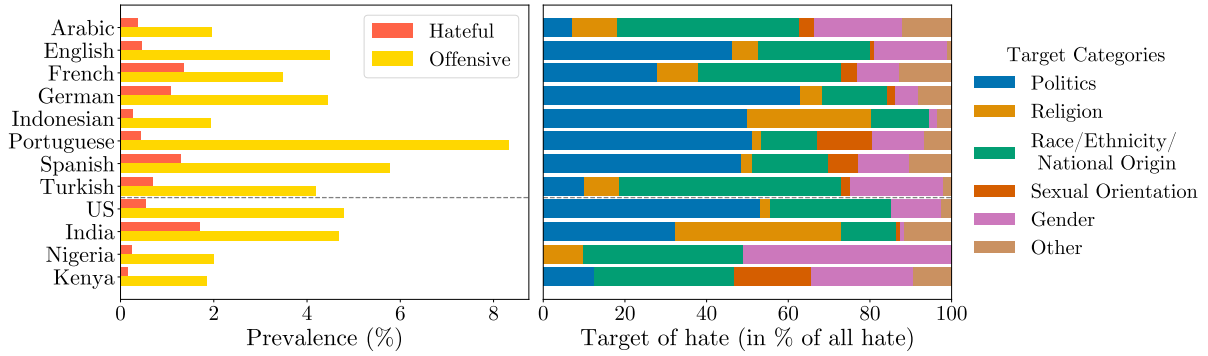 Arabic
English
French
German
Indonesian
Portuguese
Spanish
Turkish
US
India
Nigeria
Kenya
0 2 4 6 8
Prevalence (%)
Hateful
Offensive
0 20 40 60 80 100
Target of hate (in % of all hate)
Target Categories
Politics
Religion
Race/Ethnicity/
National Origin
Sexual Orientation
Gender
Other